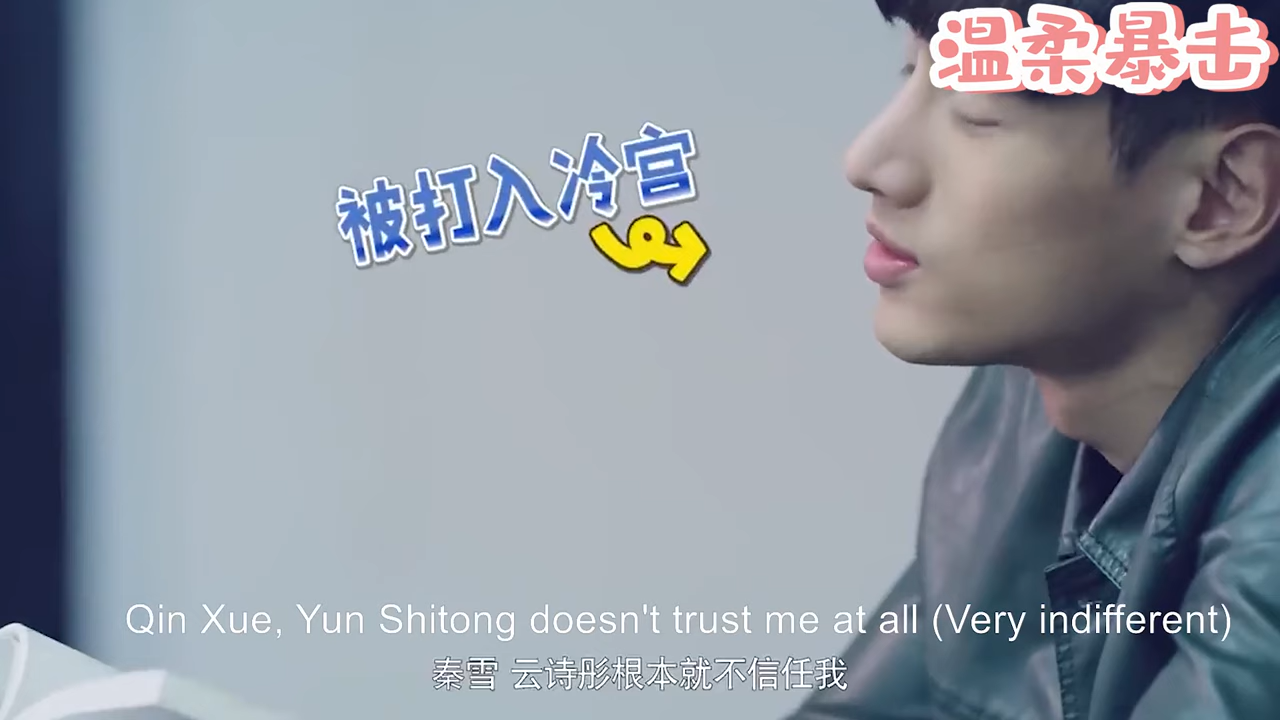 温柔暴击
被打入冷宫
Qin Xue, Yun Shitong doesn't trust me at all (Very indifferent)
秦雪 云诗彤根本就不信任我